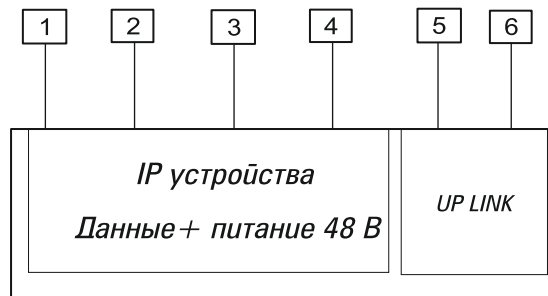 1 2 3 4 5 6
IP устройства
Данные + питание 48 В
UP LINK